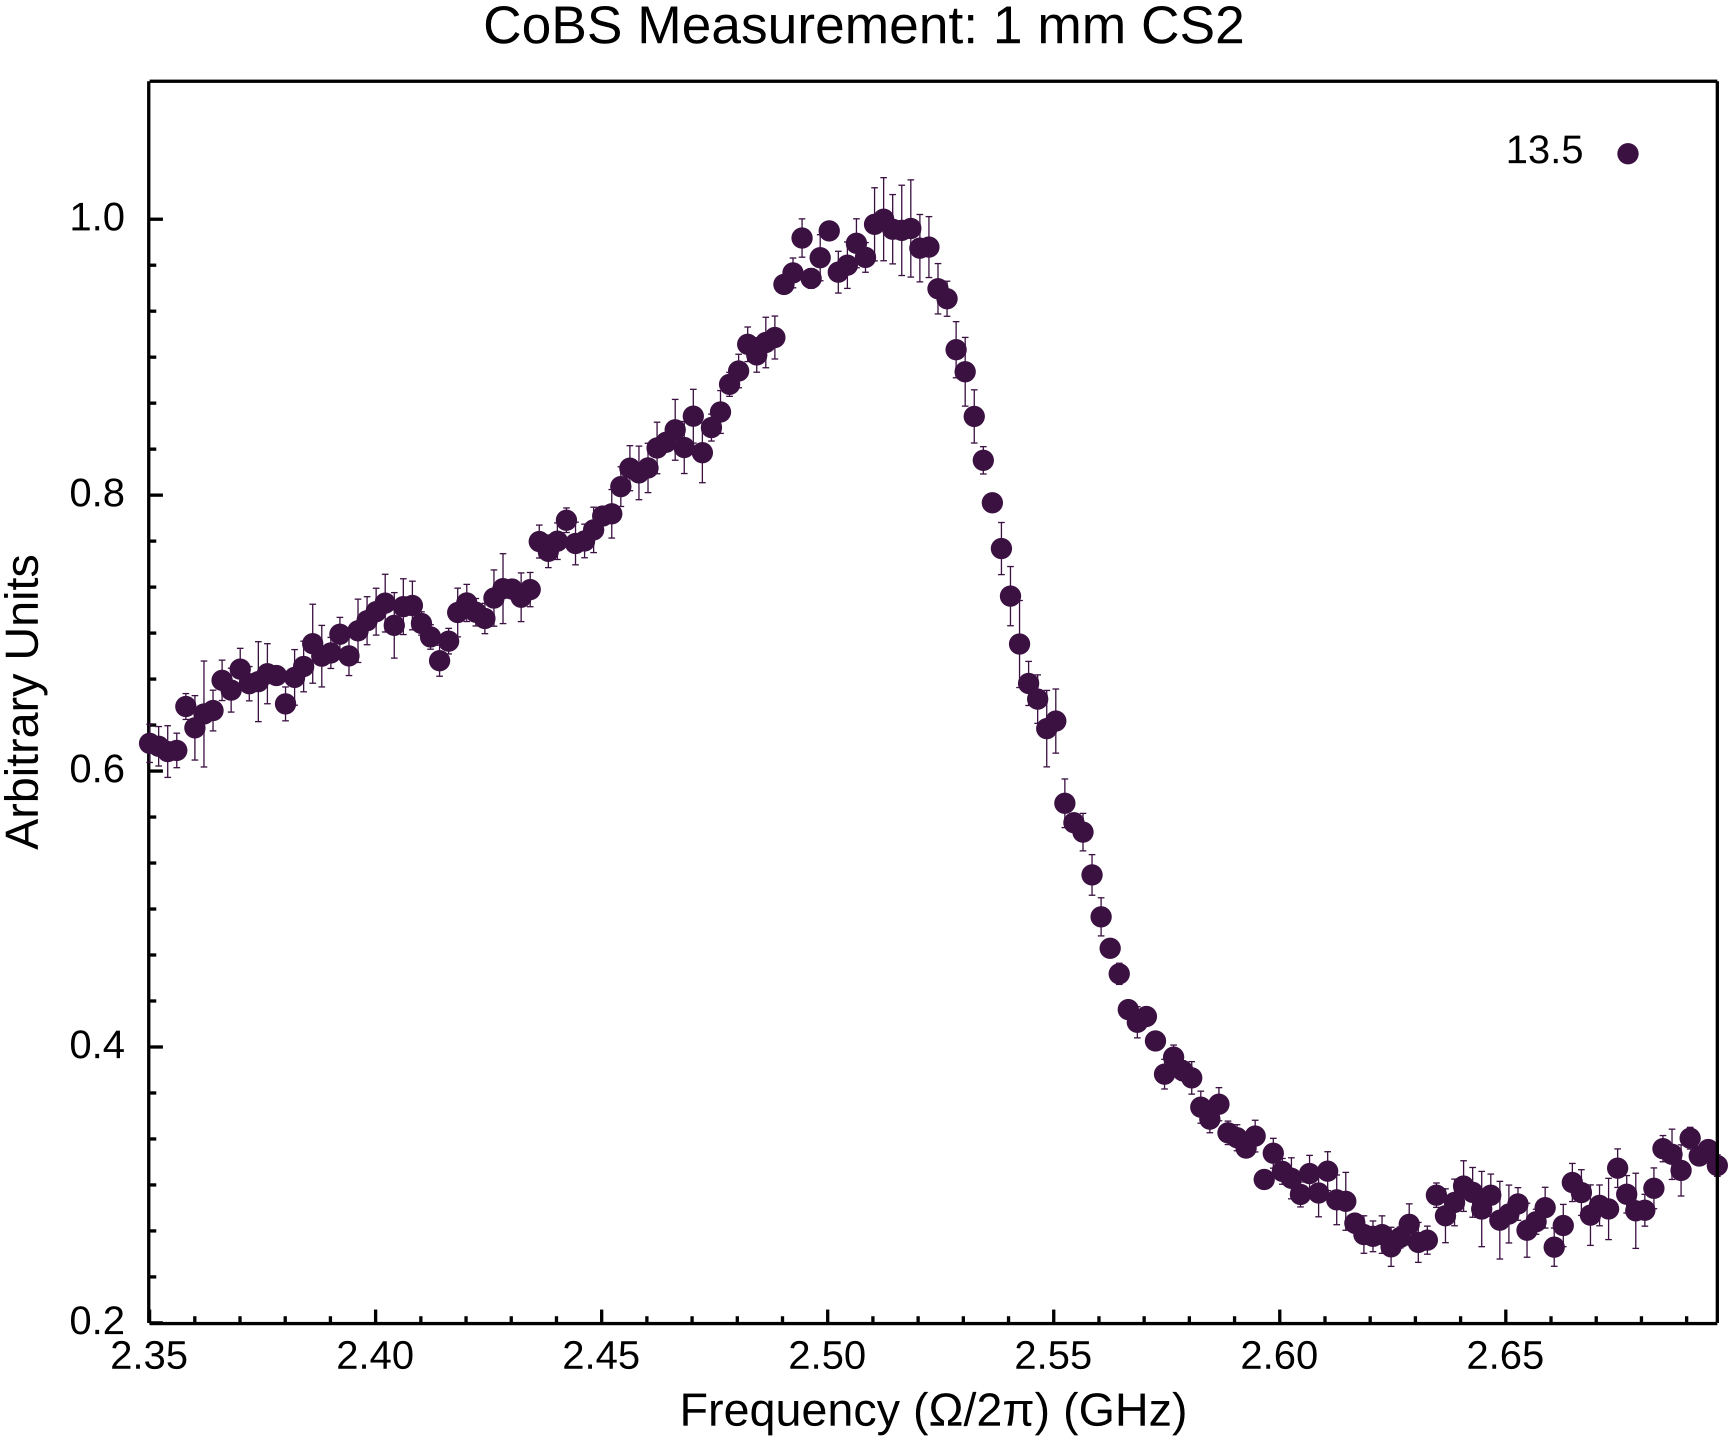 CoBS Measurement: 1 mm CS2
13.5
1.0
0.8
0.6
0.4
0.2
Arbitrary Units
2.35 2.40 2.45 2.50 2.55 2.60 2.65
Frequency (Ω/2π) (GHz)